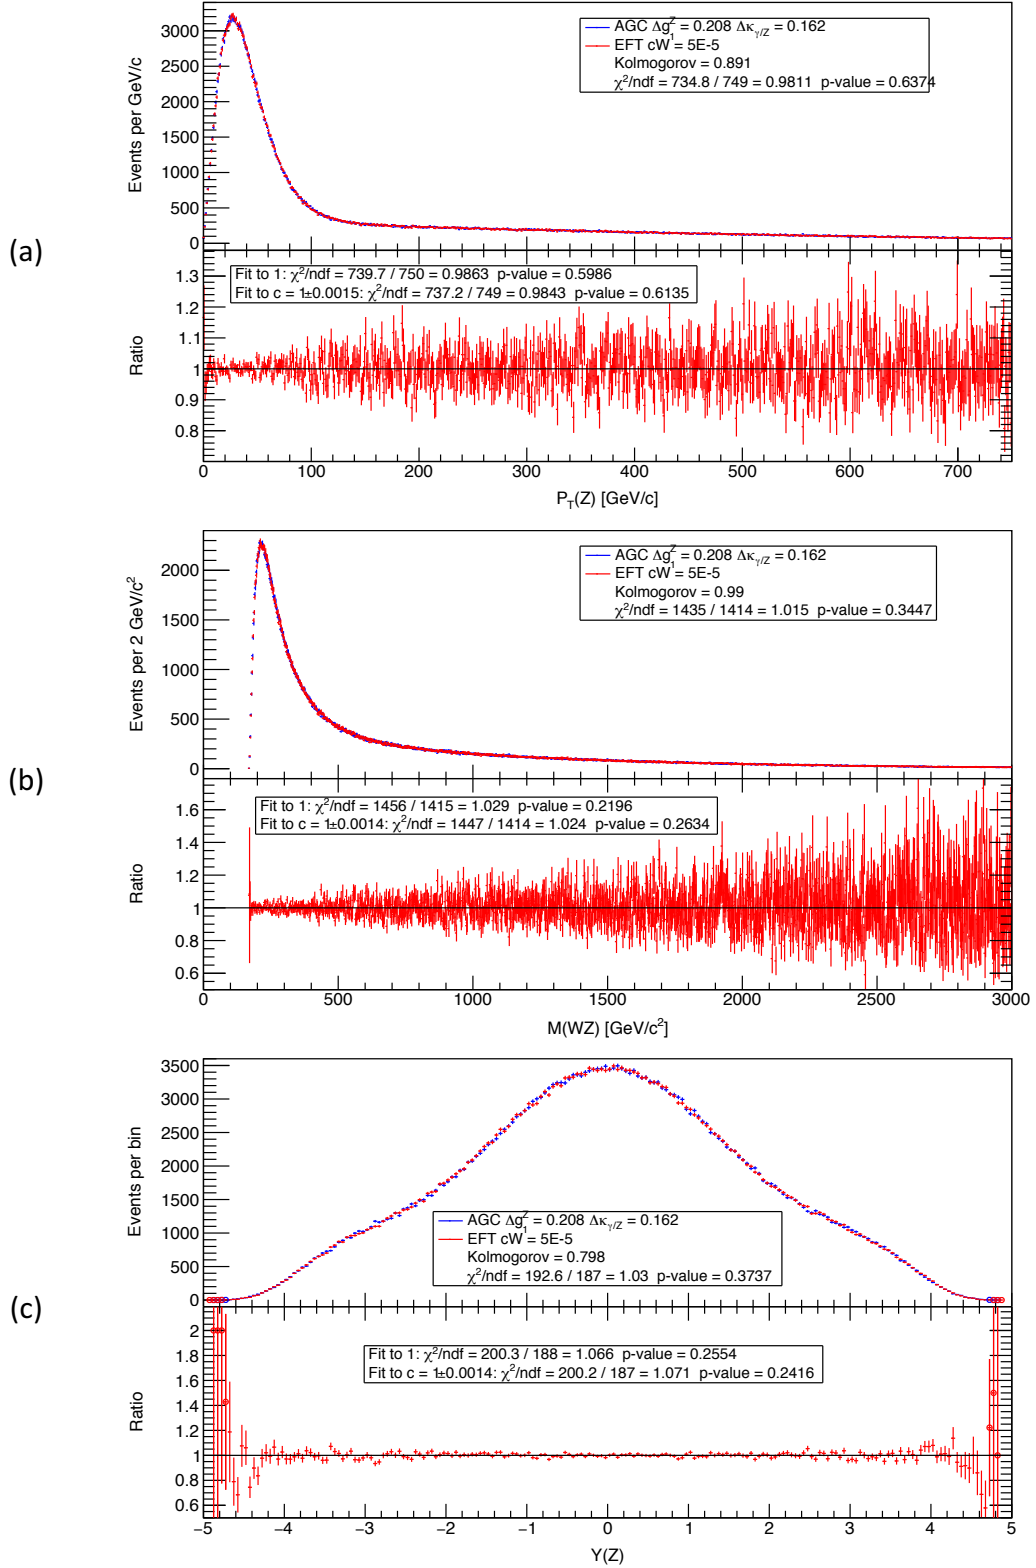 (a)
Events per GeV/c
3000
2500
2000
1500
1000
500
0
AGC Δg₁ᶻ = 0.208 Δκγ/Z = 0.162
EFT cW = 5E-5
Kolmogorov = 0.891
χ²/ndf = 734.8 / 749 = 0.9811 p-value = 0.6374
Ratio
1.3
1.2
1.1
1
0.9
0.8
Fit to 1: χ²/ndf = 739.7 / 750 = 0.9863 p-value = 0.5986
Fit to c = 1±0.0015: χ²/ndf = 737.2 / 749 = 0.9843 p-value = 0.6135
0 100 200 300 400 500 600 700
P_T(Z) [GeV/c]
(b)
Events per 2 GeV/c²
2000
1500
1000
500
0
AGC Δg₁ᶻ = 0.208 Δκγ/Z = 0.162
EFT cW = 5E-5
Kolmogorov = 0.99
χ²/ndf = 1435 / 1414 = 1.015 p-value = 0.3447
Ratio
1.6
1.4
1.2
1
0.8
0.6
Fit to 1: χ²/ndf = 1456 / 1415 = 1.029 p-value = 0.2196
Fit to c = 1±0.0014: χ²/ndf = 1447 / 1414 = 1.024 p-value = 0.2634
0 500 1000 1500 2000 2500 3000
M(WZ) [GeV/c²]
(c)
Events per bin
3500
3000
2500
2000
1500
1000
500
0
AGC Δg₁ᶻ = 0.208 Δκγ/Z = 0.162
EFT cW = 5E-5
Kolmogorov = 0.798
χ²/ndf = 192.6 / 187 = 1.03 p-value = 0.3737
Ratio
2
1.8
1.6
1.4
1.2
1
0.8
0.6
Fit to 1: χ²/ndf = 200.3 / 188 = 1.066 p-value = 0.2554
Fit to c = 1±0.0014: χ²/ndf = 200.2 / 187 = 1.071 p-value = 0.2416
−5 −4 −3 −2 −1 0 1 2 3 4 5
Y(Z)